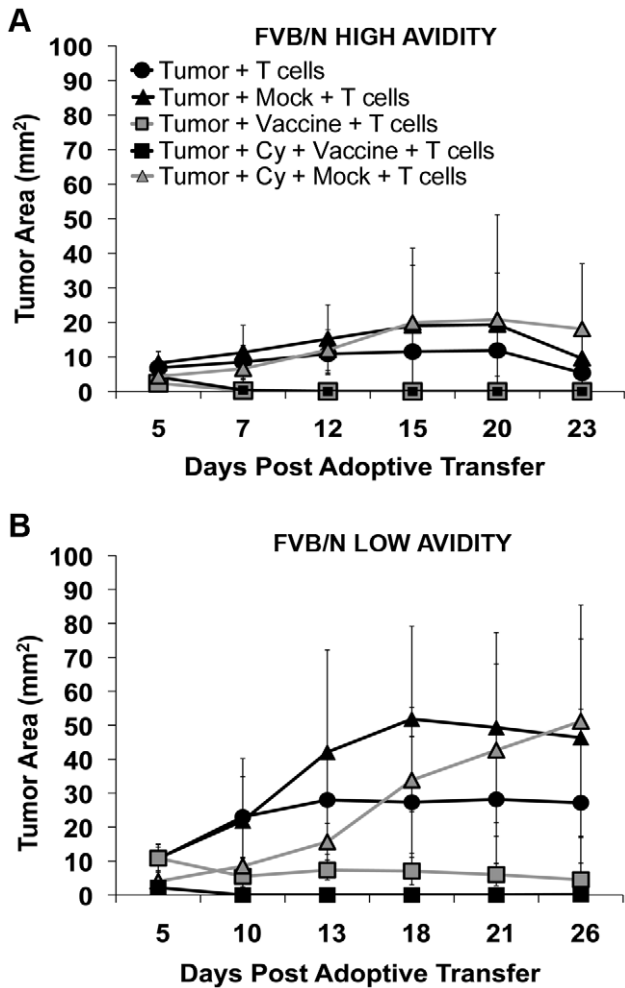 A
FVB/N HIGH AVIDITY
100
90
80
70
60
50
40
30
20
10
0
Tumor Area (mm²)
Tumor + T cells
Tumor + Mock + T cells
Tumor + Vaccine + T cells
Tumor + Cy + Vaccine + T cells
Tumor + Cy + Mock + T cells
5 7 12 15 20 23
Days Post Adoptive Transfer
B
FVB/N LOW AVIDITY
100
90
80
70
60
50
40
30
20
10
0
Tumor Area (mm²)
5 10 13 18 21 26
Days Post Adoptive Transfer